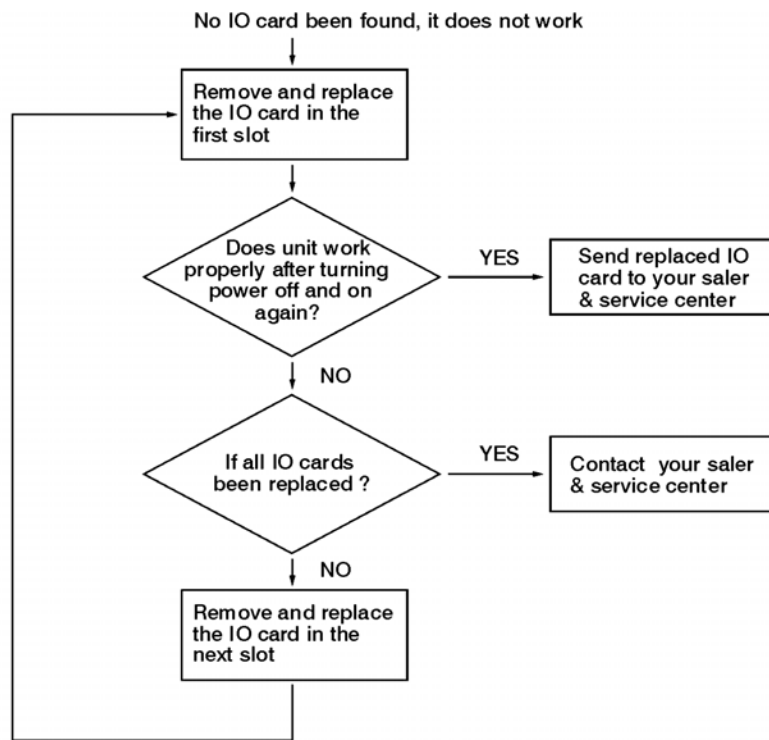 No IO card been found, it does not work
Remove and replace
the IO card in the
first slot
Does unit work
properly after turning
power off and on
again?
YES
Send replaced IO
card to your saler
& service center
NO
If all IO cards
been replaced ?
YES
Contact your saler
& service center
NO
Remove and replace
the IO card in the
next slot